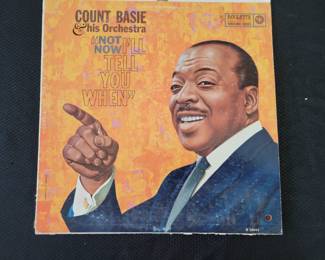 COUNT BASIE
& his Orchestra
"NOT
NOW I'LL
TELL
YOU
WHEN"
ROULETTE